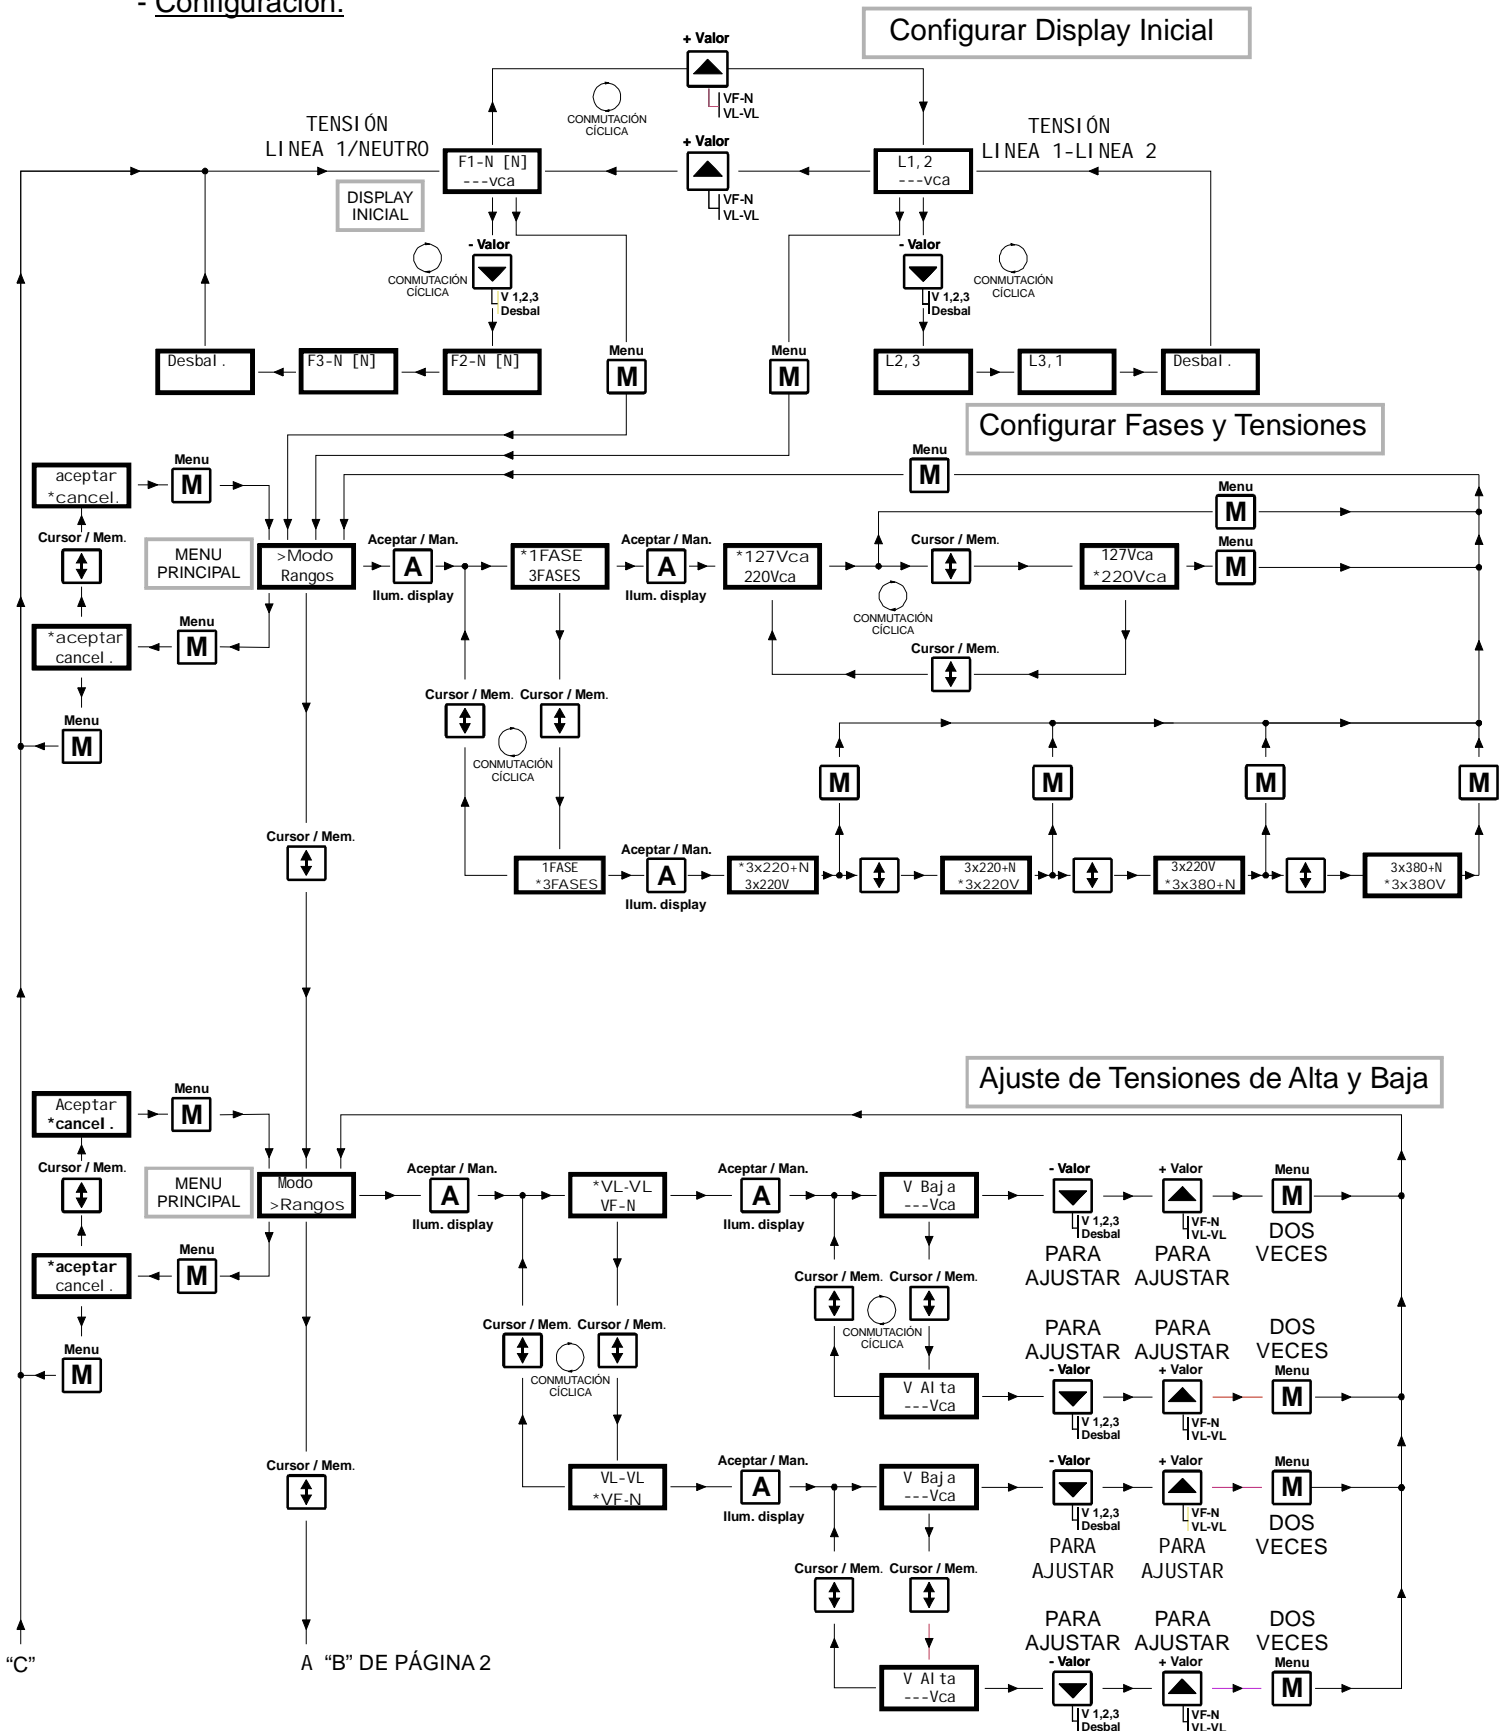 - Configuración:
Configurar Display Inicial
+ Valor
VF-N
VL-VL
CONMUTACIÓN
CÍCLICA
TENSIÓN
LINEA 1/NEUTRO
F1-N [N]
---vca
DISPLAY
INICIAL
+ Valor
VF-N
VL-VL
L1,2
---vca
TENSIÓN
LINEA 1-LINEA 2
CONMUTACIÓN
CÍCLICA
- Valor
V 1,2,3
Desbal
- Valor
V 1,2,3
Desbal
CONMUTACIÓN
CÍCLICA
Desbal.
F3-N [N]
F2-N [N]
Menu
M
Menu
M
L2,3
L3,1
Desbal.
Configurar Fases y Tensiones
aceptar
*cancel.
Menu
M
Menu
M
Menu
M
Cursor / Mem.
MENU
PRINCIPAL
>Modo
Rangos
Aceptar / Man.
A
Ilum. display
*1FASE
3FASES
Aceptar / Man.
A
Ilum. display
*127Vca
220Vca
Cursor / Mem.
CONMUTACIÓN
CÍCLICA
127Vca
*220Vca
Menu
M
*aceptar
cancel.
Menu
M
Cursor / Mem.
Menu
M
Cursor / Mem.
Cursor / Mem.
CONMUTACIÓN
CÍCLICA
M
M
M
M
Cursor / Mem.
1FASE
*3FASES
Aceptar / Man.
A
Ilum. display
*3x220+N
3x220V
3x220+N
*3x220V
3x220V
*3x380+N
3x380+N
*3x380V
Ajuste de Tensiones de Alta y Baja
Aceptar
*cancel.
Menu
M
Cursor / Mem.
MENU
PRINCIPAL
Modo
>Rangos
Aceptar / Man.
A
Ilum. display
*VL-VL
VF-N
Aceptar / Man.
A
Ilum. display
V Baja
---Vca
- Valor
V 1,2,3
Desbal
PARA
AJUSTAR
+ Valor
VF-N
VL-VL
PARA
AJUSTAR
Menu
M
DOS
VECES
*aceptar
cancel.
Menu
M
Menu
M
Cursor / Mem.
Cursor / Mem.
CONMUTACIÓN
CÍCLICA
Cursor / Mem.
Cursor / Mem.
CONMUTACIÓN
CÍCLICA
V Alta
---Vca
PARA
AJUSTAR
- Valor
V 1,2,3
Desbal
PARA
AJUSTAR
+ Valor
VF-N
VL-VL
DOS
VECES
Menu
M
Cursor / Mem.
VL-VL
*VF-N
Aceptar / Man.
A
Ilum. display
V Baja
---Vca
- Valor
V 1,2,3
Desbal
PARA
AJUSTAR
+ Valor
VF-N
VL-VL
PARA
AJUSTAR
Menu
M
DOS
VECES
Cursor / Mem.
Cursor / Mem.
V Alta
---Vca
PARA
AJUSTAR
- Valor
V 1,2,3
Desbal
PARA
AJUSTAR
+ Valor
VF-N
VL-VL
DOS
VECES
Menu
M
“C”
A “B” DE PÁGINA 2